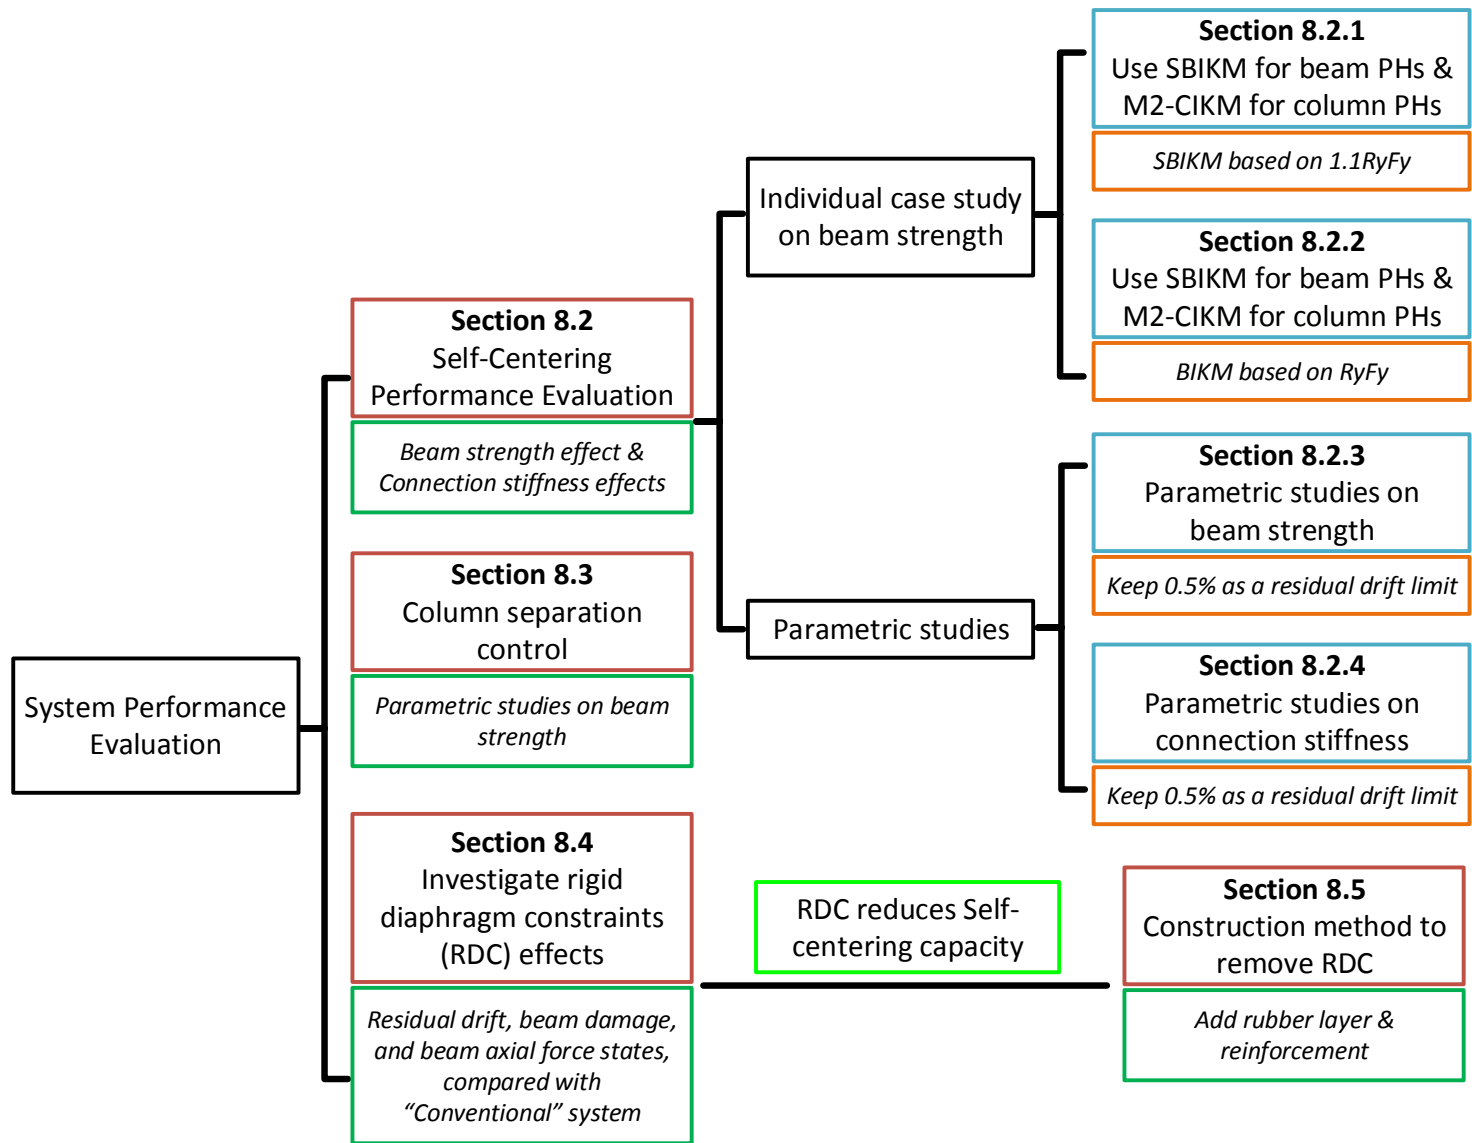 System Performance
Evaluation
Section 8.2
Self-Centering
Performance Evaluation
Beam strength effect &
Connection stiffness effects
Section 8.3
Column separation
control
Parametric studies on beam
strength
Section 8.4
Investigate rigid
diaphragm constraints
(RDC) effects
Residual drift, beam damage,
and beam axial force states,
compared with
“Conventional” system
Individual case study
on beam strength
Parametric studies
Section 8.2.1
Use SBIKM for beam PHs &
M2-CIKM for column PHs
SBIKM based on 1.1RyFy
Section 8.2.2
Use SBIKM for beam PHs &
M2-CIKM for column PHs
BIKM based on RyFy
Section 8.2.3
Parametric studies on
beam strength
Keep 0.5% as a residual drift limit
Section 8.2.4
Parametric studies on
connection stiffness
Keep 0.5% as a residual drift limit
RDC reduces Self-
centering capacity
Section 8.5
Construction method to
remove RDC
Add rubber layer &
reinforcement